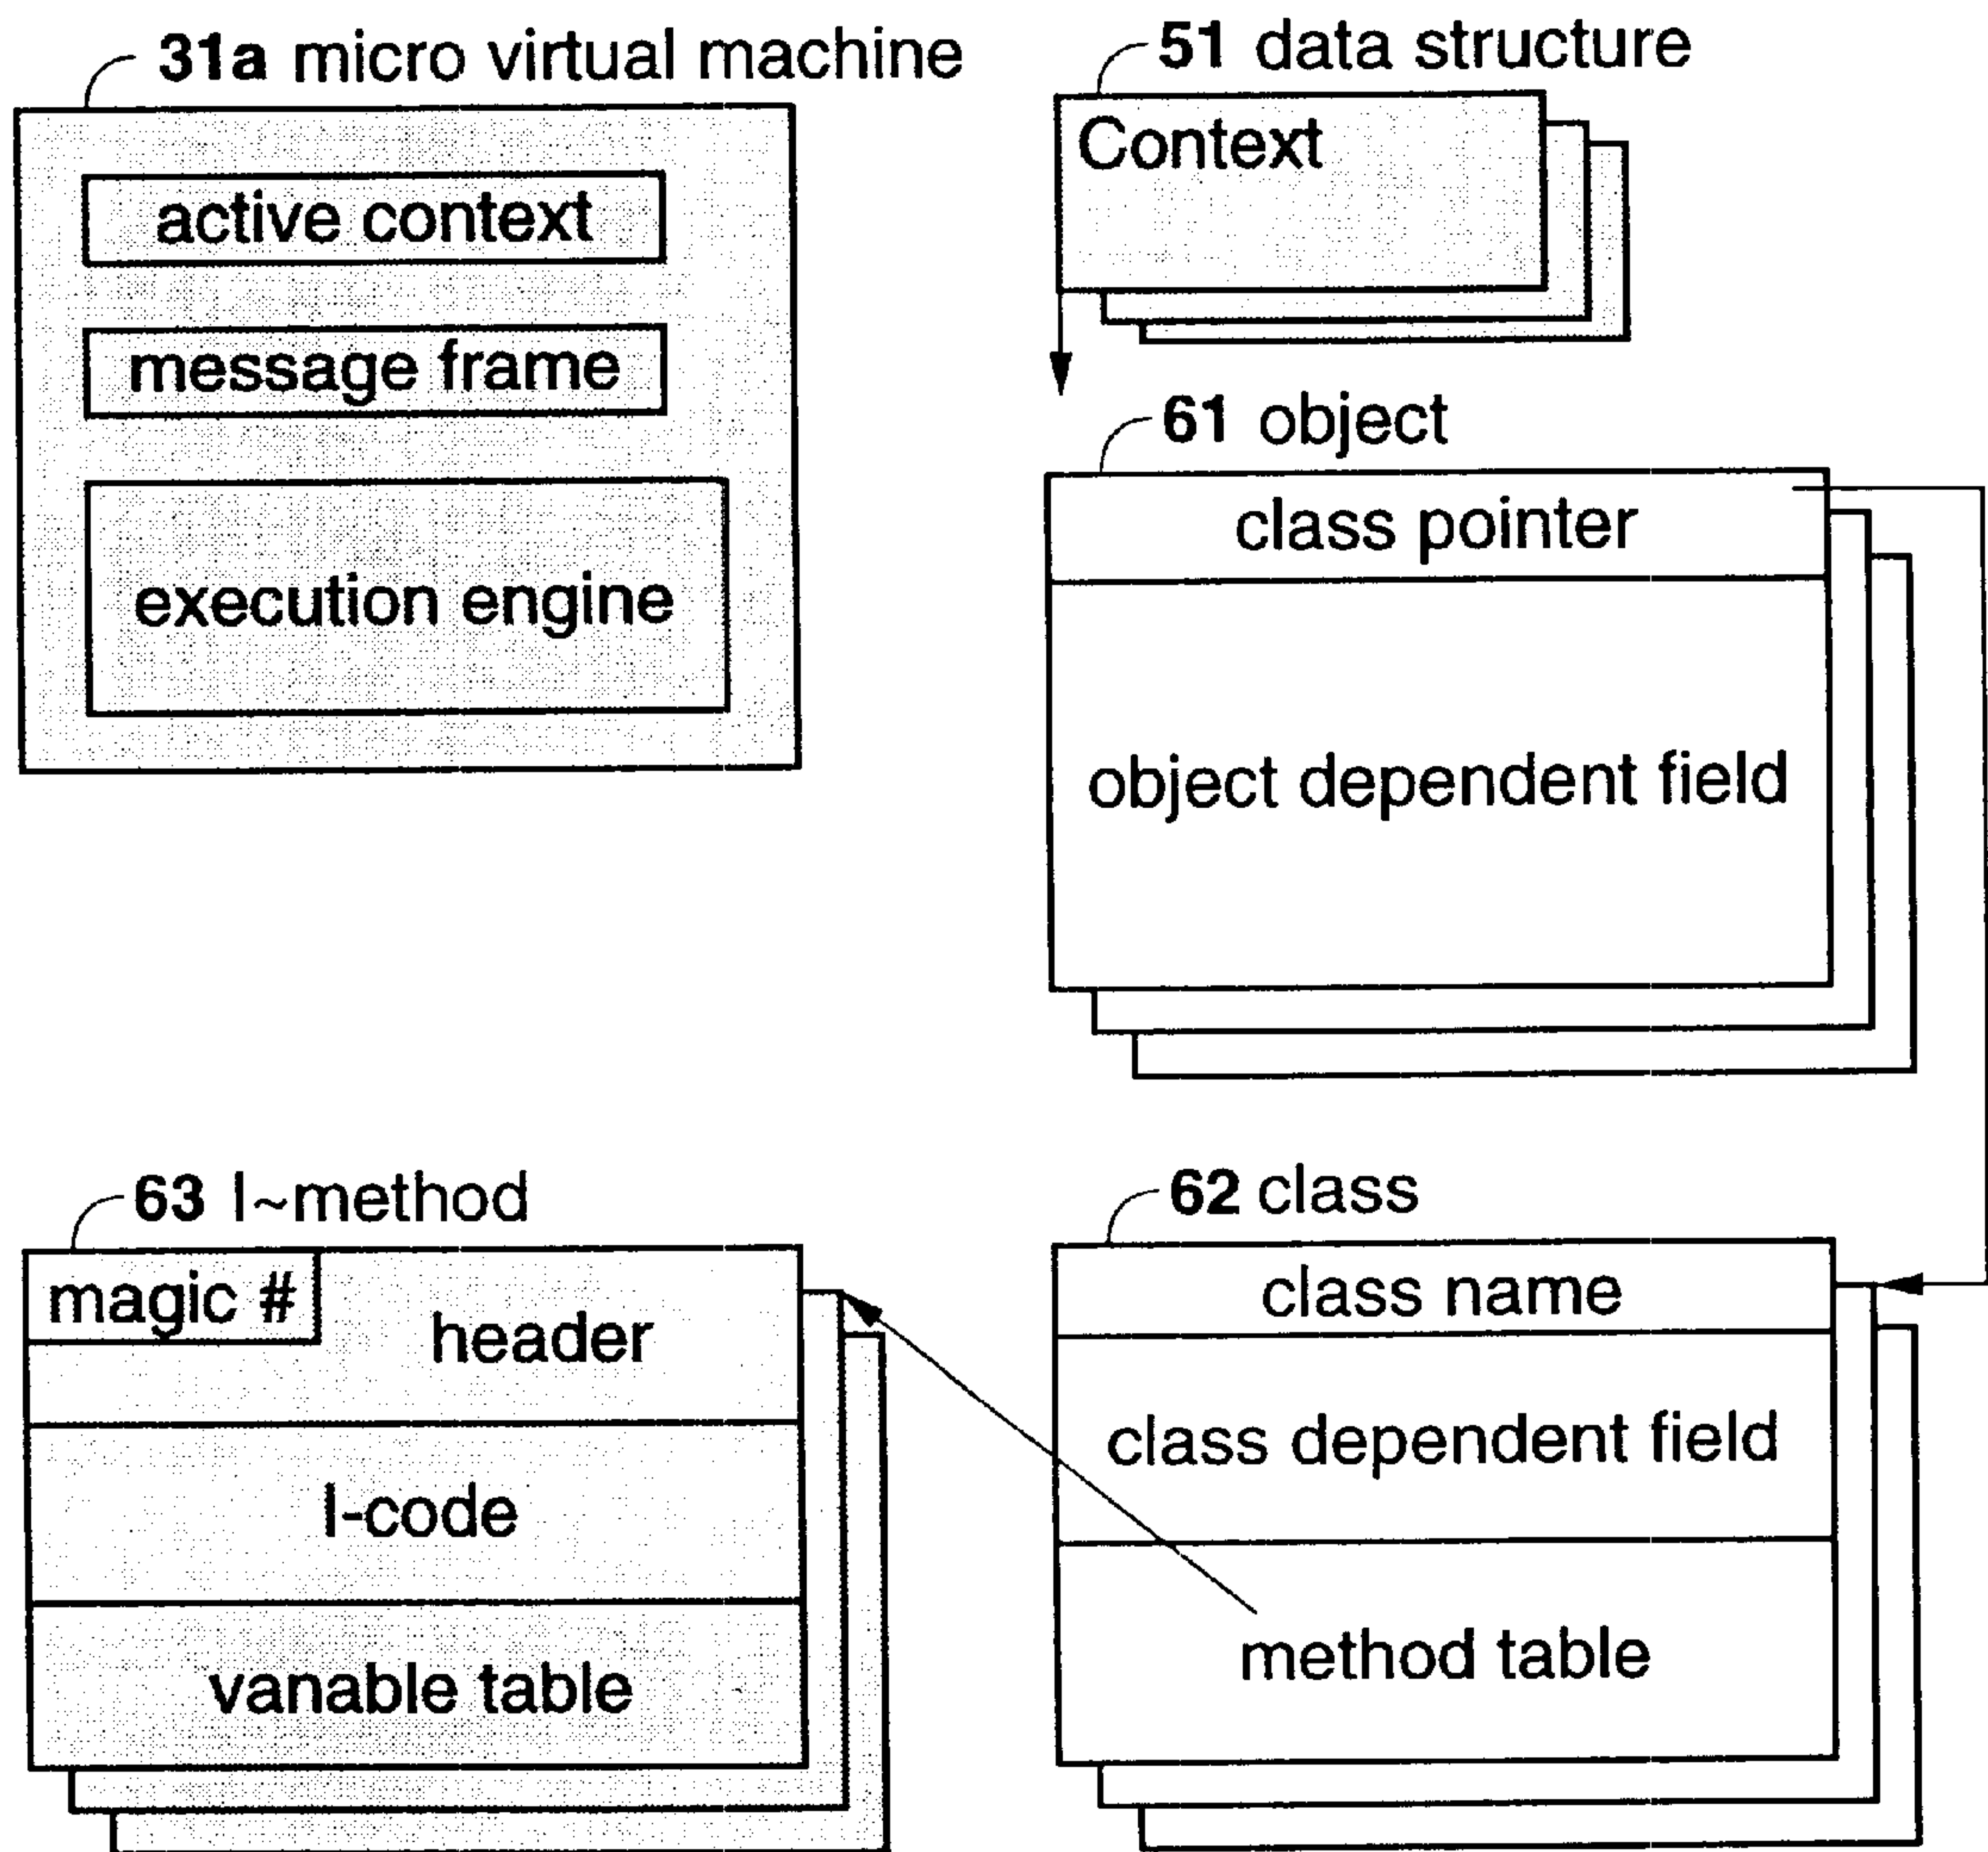 31a micro virtual machine
active context
message frame
execution engine
51 data structure
Context
61 object
class pointer
object dependent field
63 I~method
magic #
header
I-code
vanable table
62 class
class name
class dependent field
method table